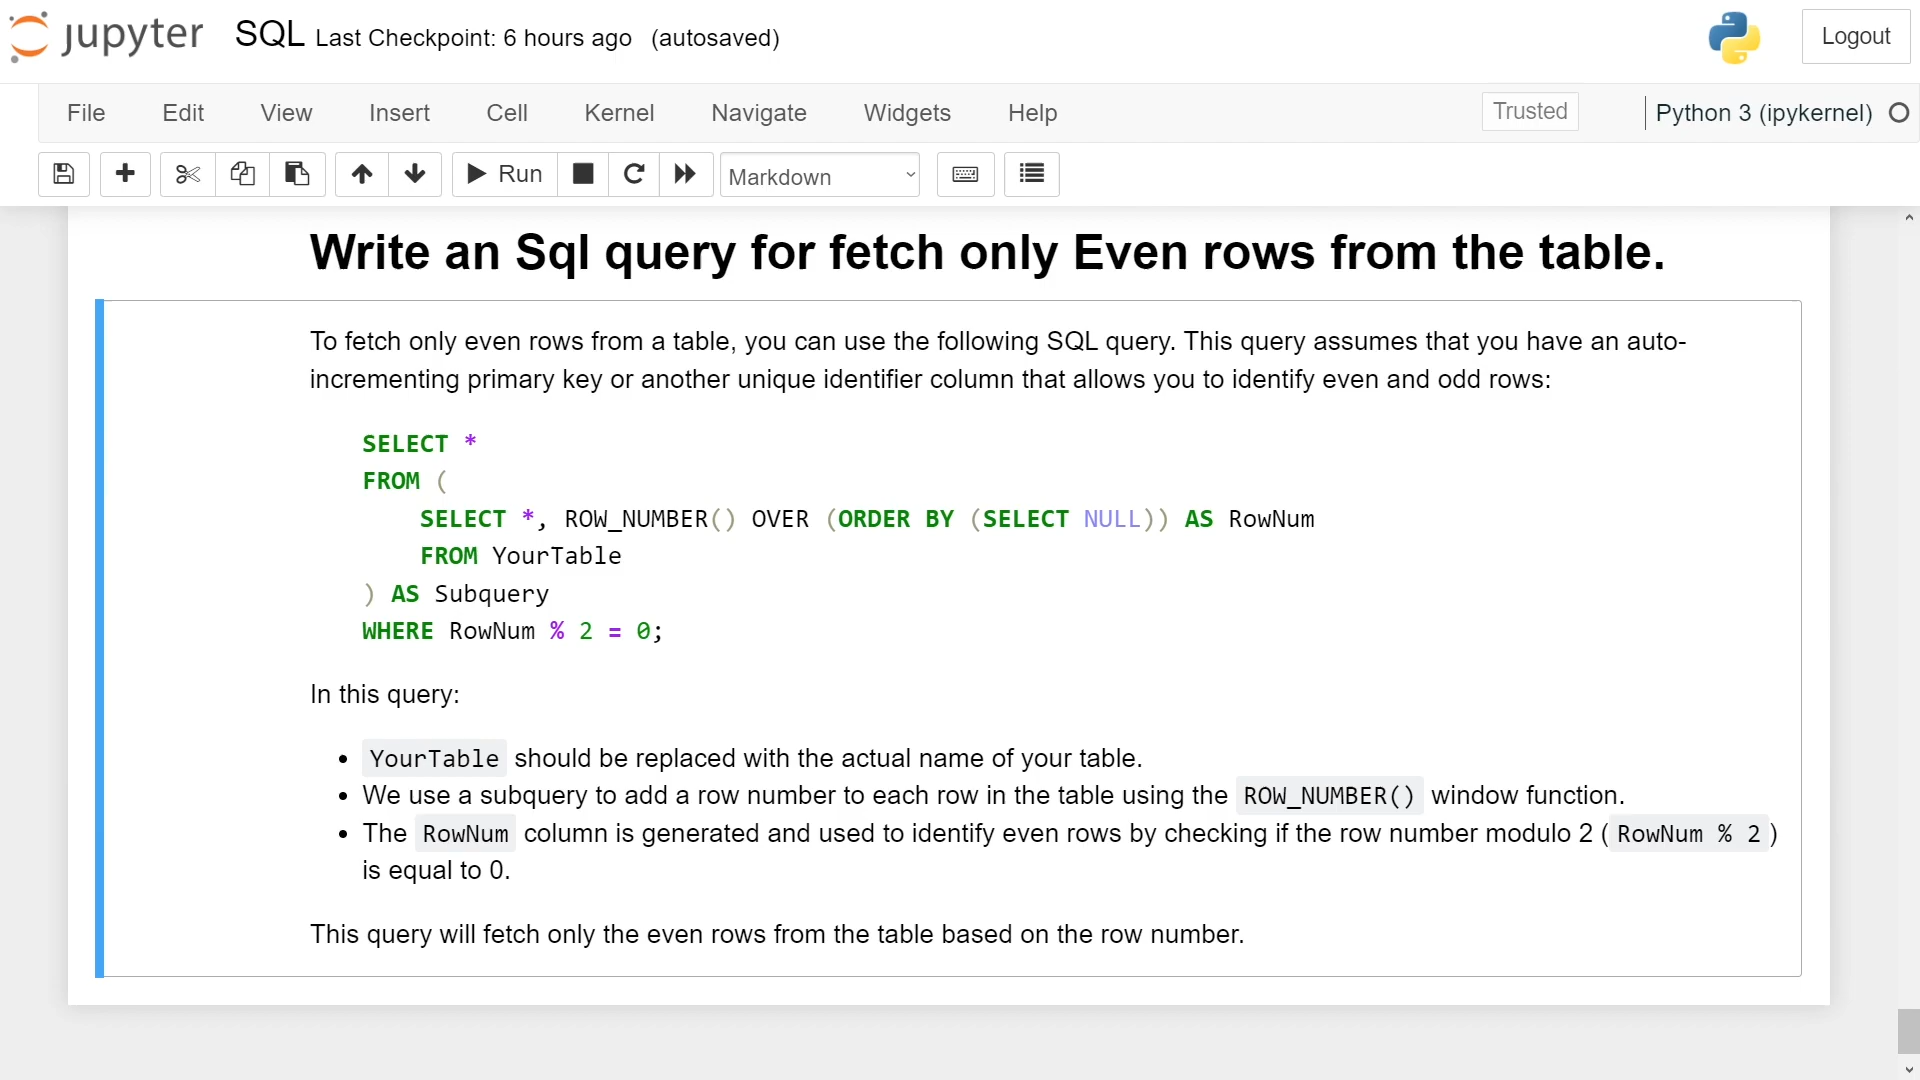 jupyter SQL Last Checkpoint: 6 hours ago (autosaved) Logout
File Edit View Insert Cell Kernel Navigate Widgets Help Trusted Python 3 (ipykernel)
Run Markdown
Write an Sql query for fetch only Even rows from the table.
To fetch only even rows from a table, you can use the following SQL query. This query assumes that you have an auto-
incrementing primary key or another unique identifier column that allows you to identify even and odd rows:
SELECT *
FROM (
    SELECT *, ROW_NUMBER() OVER (ORDER BY (SELECT NULL)) AS RowNum
    FROM YourTable
) AS Subquery
WHERE RowNum % 2 = 0;
In this query:
• YourTable should be replaced with the actual name of your table.
• We use a subquery to add a row number to each row in the table using the ROW_NUMBER() window function.
• The RowNum column is generated and used to identify even rows by checking if the row number modulo 2 ( RowNum % 2 )
is equal to 0.
This query will fetch only the even rows from the table based on the row number.